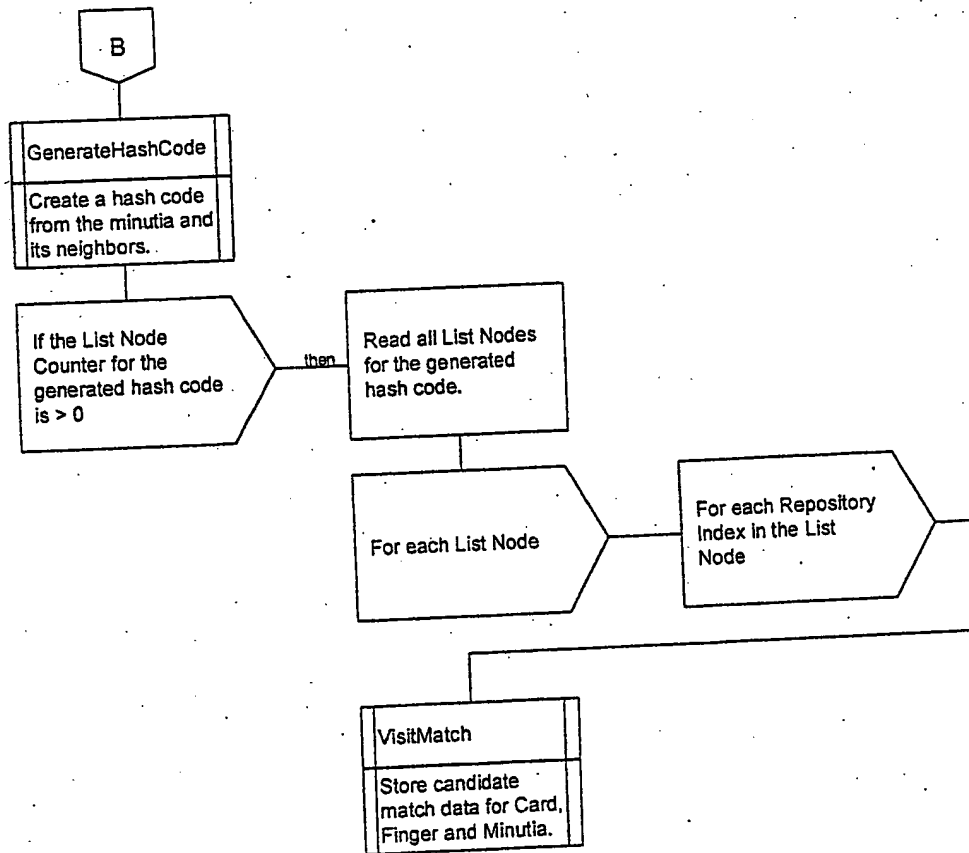 B
GenerateHashCode
Create a hash code
from the minutia and
its neighbors.
If the List Node
Counter for the
generated hash code
is > 0
then
Read all List Nodes
for the generated
hash code.
For each List Node
For each Repository
Index in the List
Node
VisitMatch
Store candidate
match data for Card,
Finger and Minutia.